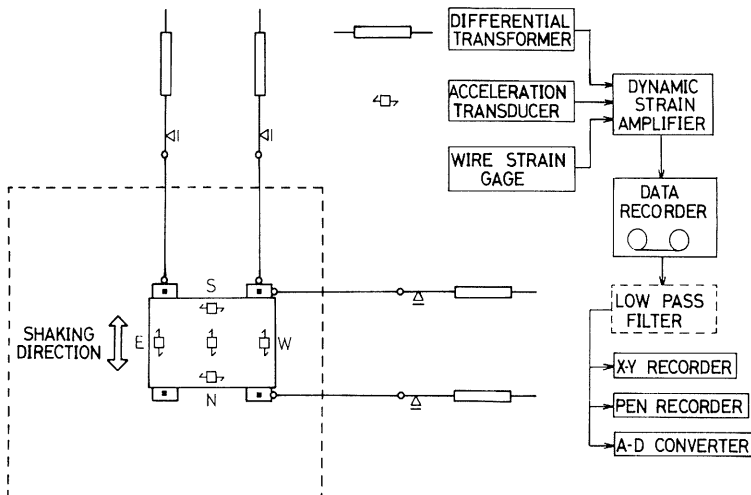 DIFFERENTIAL
TRANSFORMER
ACCELERATION
TRANSDUCER
WIRE STRAIN
GAGE
DYNAMIC
STRAIN
AMPLIFIER
DATA
RECORDER
LOW PASS
FILTER
X-Y RECORDER
PEN RECORDER
A-D CONVERTER
SHAKING
DIRECTION
S
E
W
N